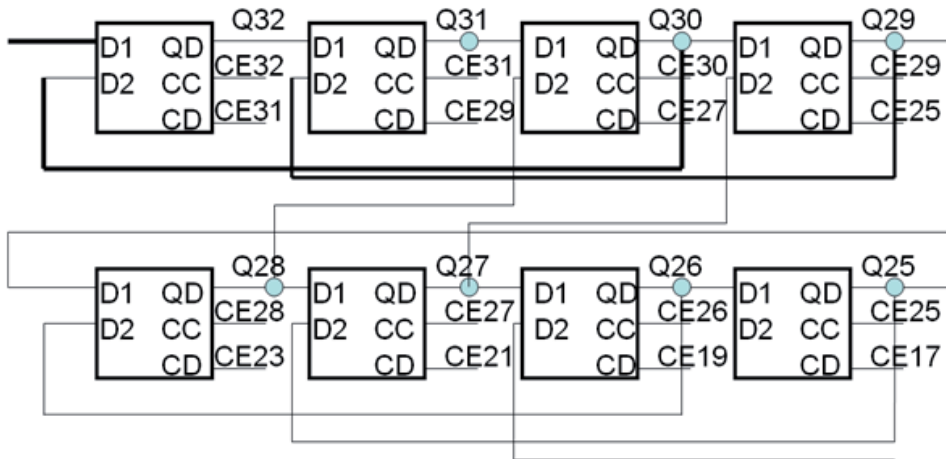 Q32 Q31 Q30 Q29
D1 QD D1 QD D1 QD D1 QD
CE32 CE31 CE30 CE29
D2 CC D2 CC D2 CC D2 CC
CD CE31 CD CE29 CD CE27 CD CE25
Q28 Q27 Q26 Q25
D1 QD D1 QD D1 QD D1 QD
CE28 CE27 CE26 CE25
D2 CC D2 CC D2 CC D2 CC
CD CE23 CD CE21 CD CE19 CD CE17